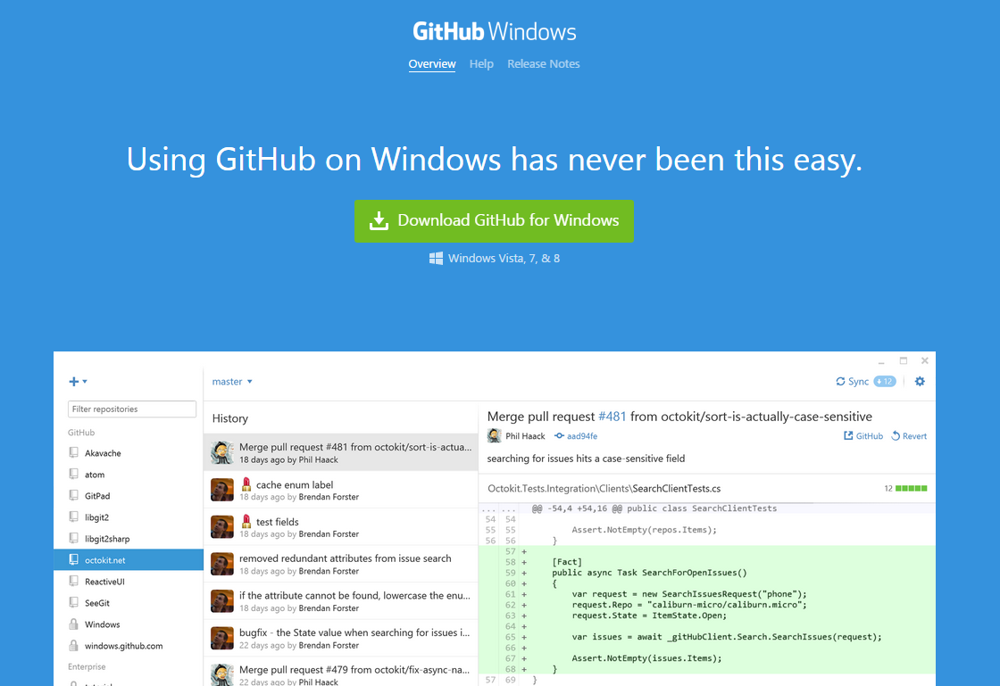 GitHub Windows
Overview Help Release Notes
Using GitHub on Windows has never been this easy.
Download GitHub for Windows
Windows Vista, 7, & 8
master
Sync 12
Filter repositories
GitHub
Akavache
atom
GitPad
libgit2
libgit2sharp
octokit.net
ReactiveUI
SeeGit
Windows
windows.github.com
Enterprise
History
Merge pull request #481 from octokit/sort-is-actua...
18 days ago by Phil Haack
cache enum label
18 days ago by Brendan Forster
test fields
18 days ago by Brendan Forster
removed redundant attributes from issue search
18 days ago by Brendan Forster
if the attribute cannot be found, lowercase the enu...
18 days ago by Brendan Forster
bugfix - the State value when searching for issues i...
22 days ago by Brendan Forster
Merge pull request #479 from octokit/fix-async-na...
22 days ago by Phil Haack
Merge pull request #481 from octokit/sort-is-actually-case-sensitive
Phil Haack aad94fe GitHub Revert
searching for issues hits a case-sensitive field
Octokit.Tests.Integration\Clients\SearchClientTests.cs 12
... ... @@ -54,4 +54,16 @@ public class SearchClientTests
54 54
55 55 Assert.NotEmpty(repos.Items);
56 56 }
57 +
58 + [Fact]
59 + public async Task SearchForOpenIssues()
60 + {
61 + var request = new SearchIssuesRequest("phone");
62 + request.Repo = "caliburn-micro/caliburn.micro";
63 + request.State = ItemState.Open;
64 +
65 + var issues = await _gitHubClient.Search.SearchIssues(request);
66 +
67 + Assert.NotEmpty(issues.Items);
68 + }
57 69 }